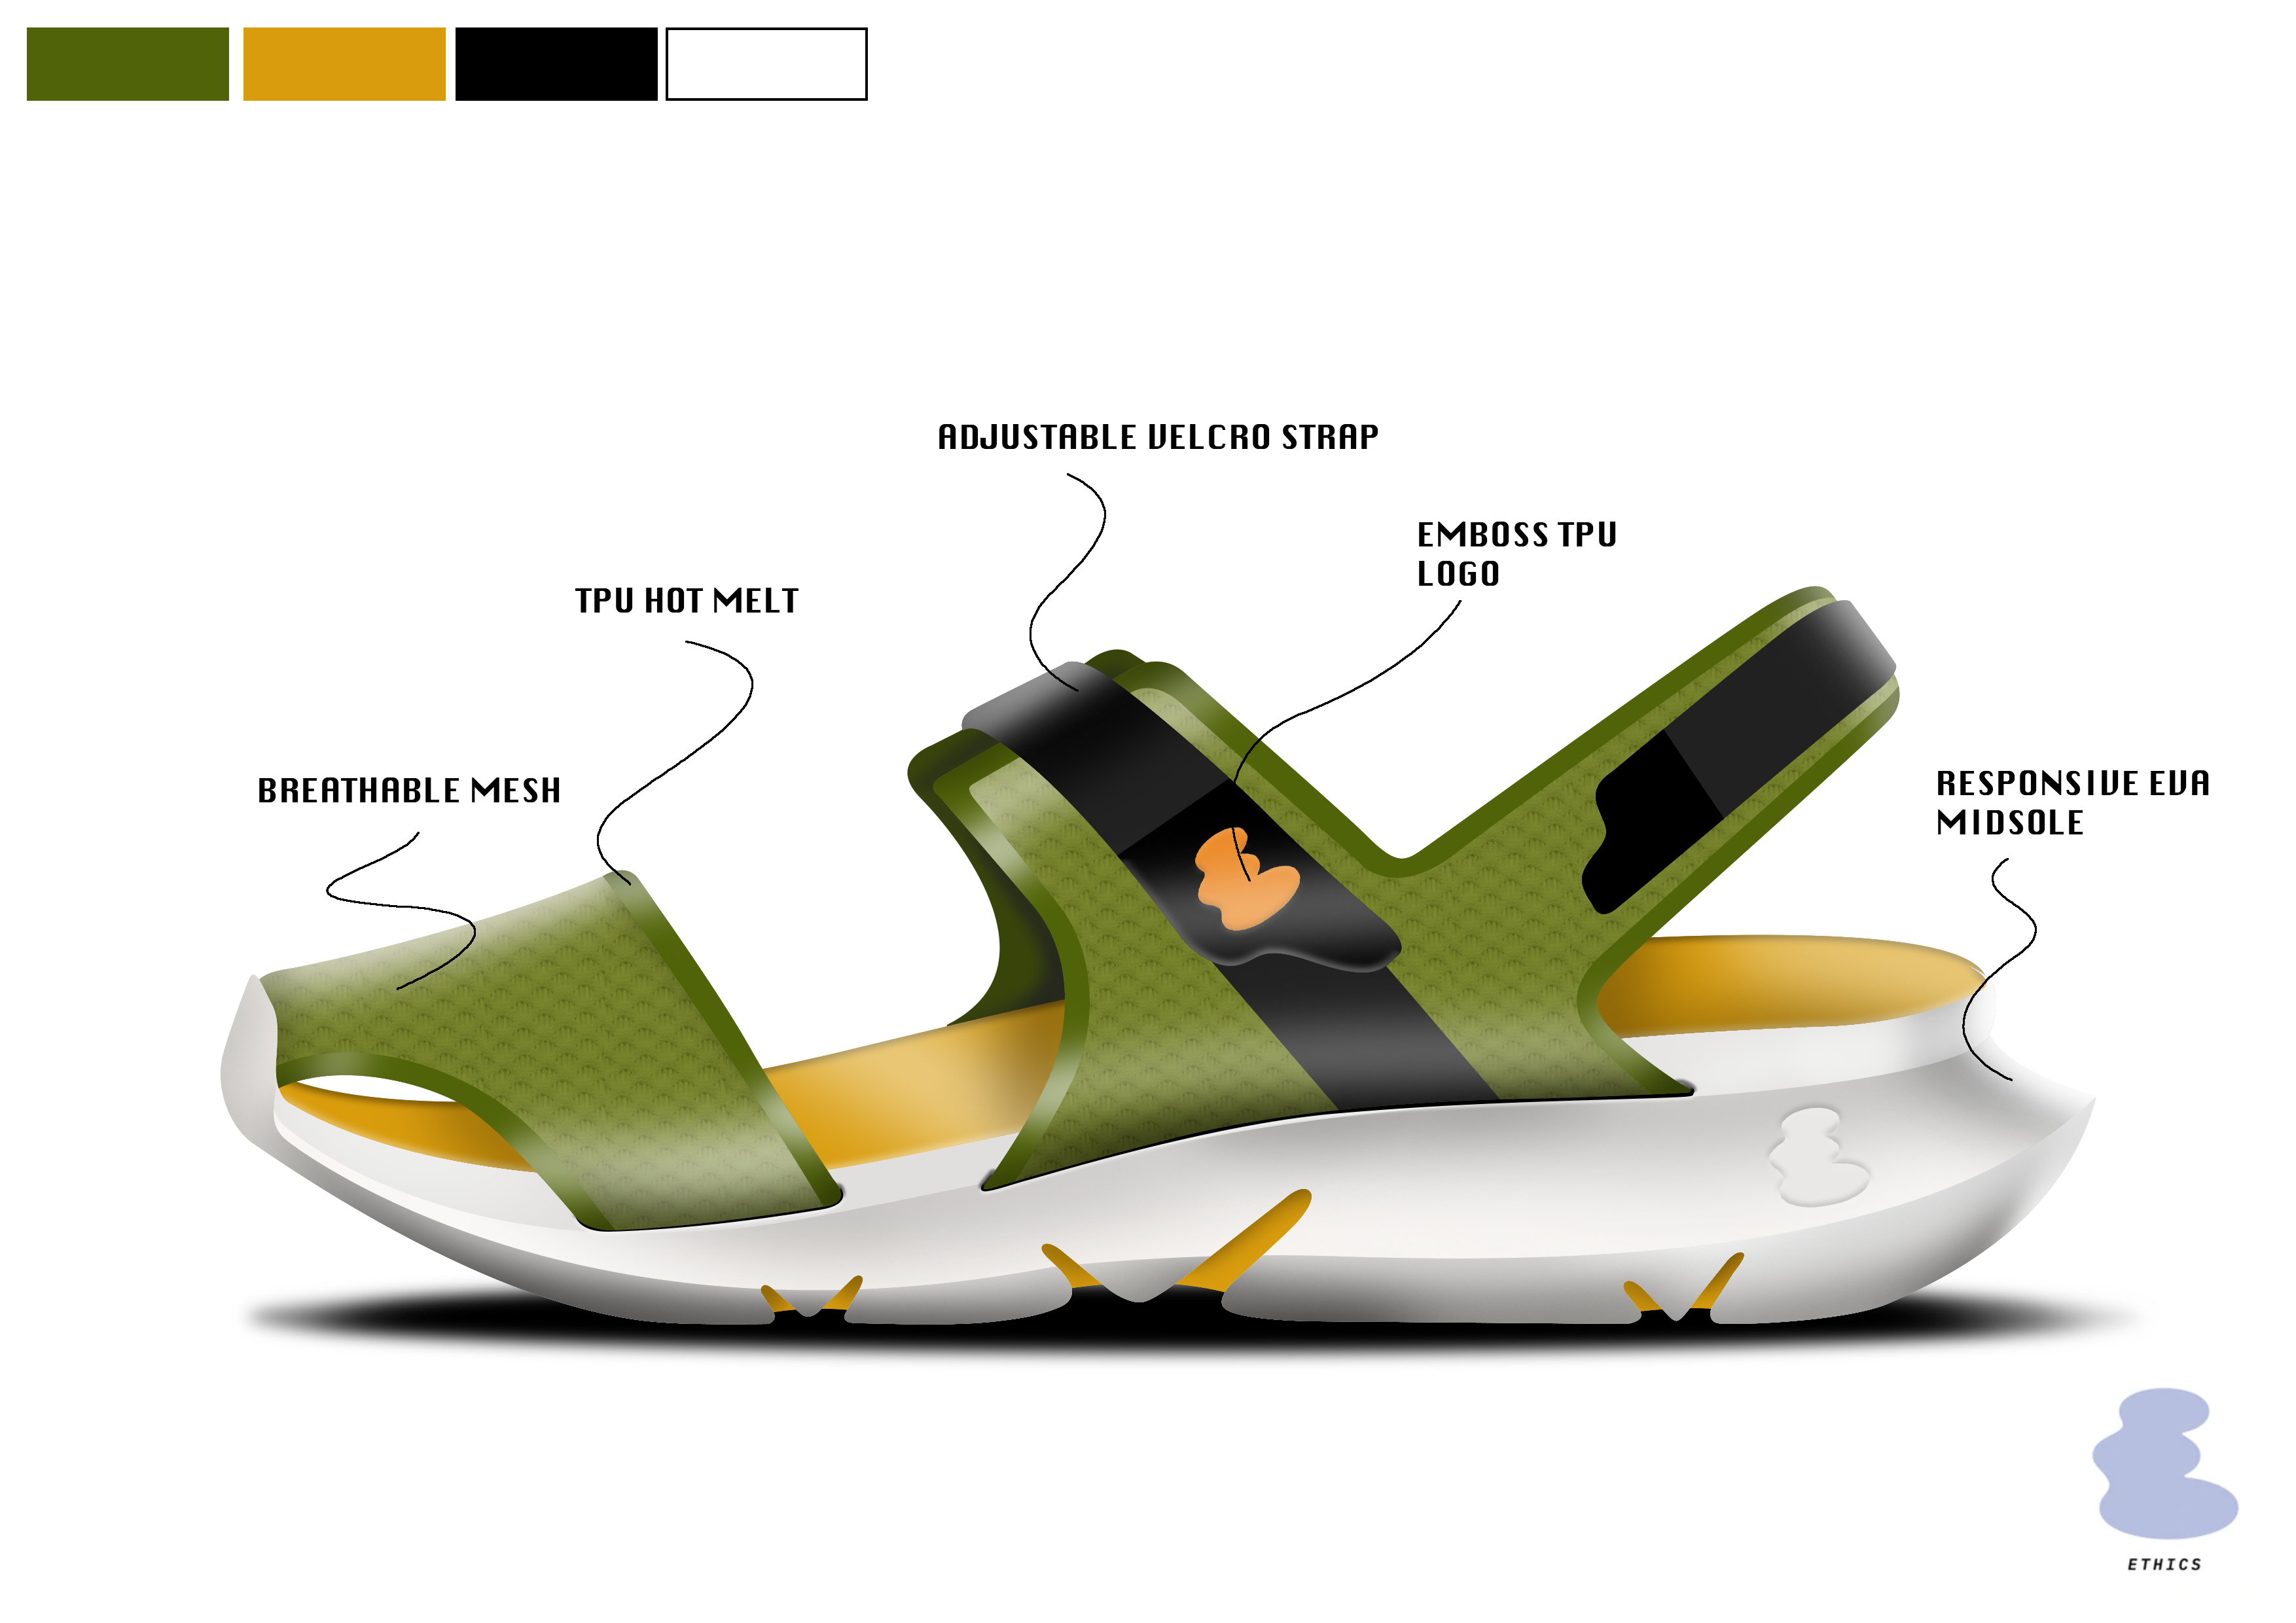 ADJUSTABLE VELCRO STRAP
EMBOSS TPU
LOGO
TPU HOT MELT
BREATHABLE MESH
RESPONSIVE EVA
MIDSOLE
ETHICS